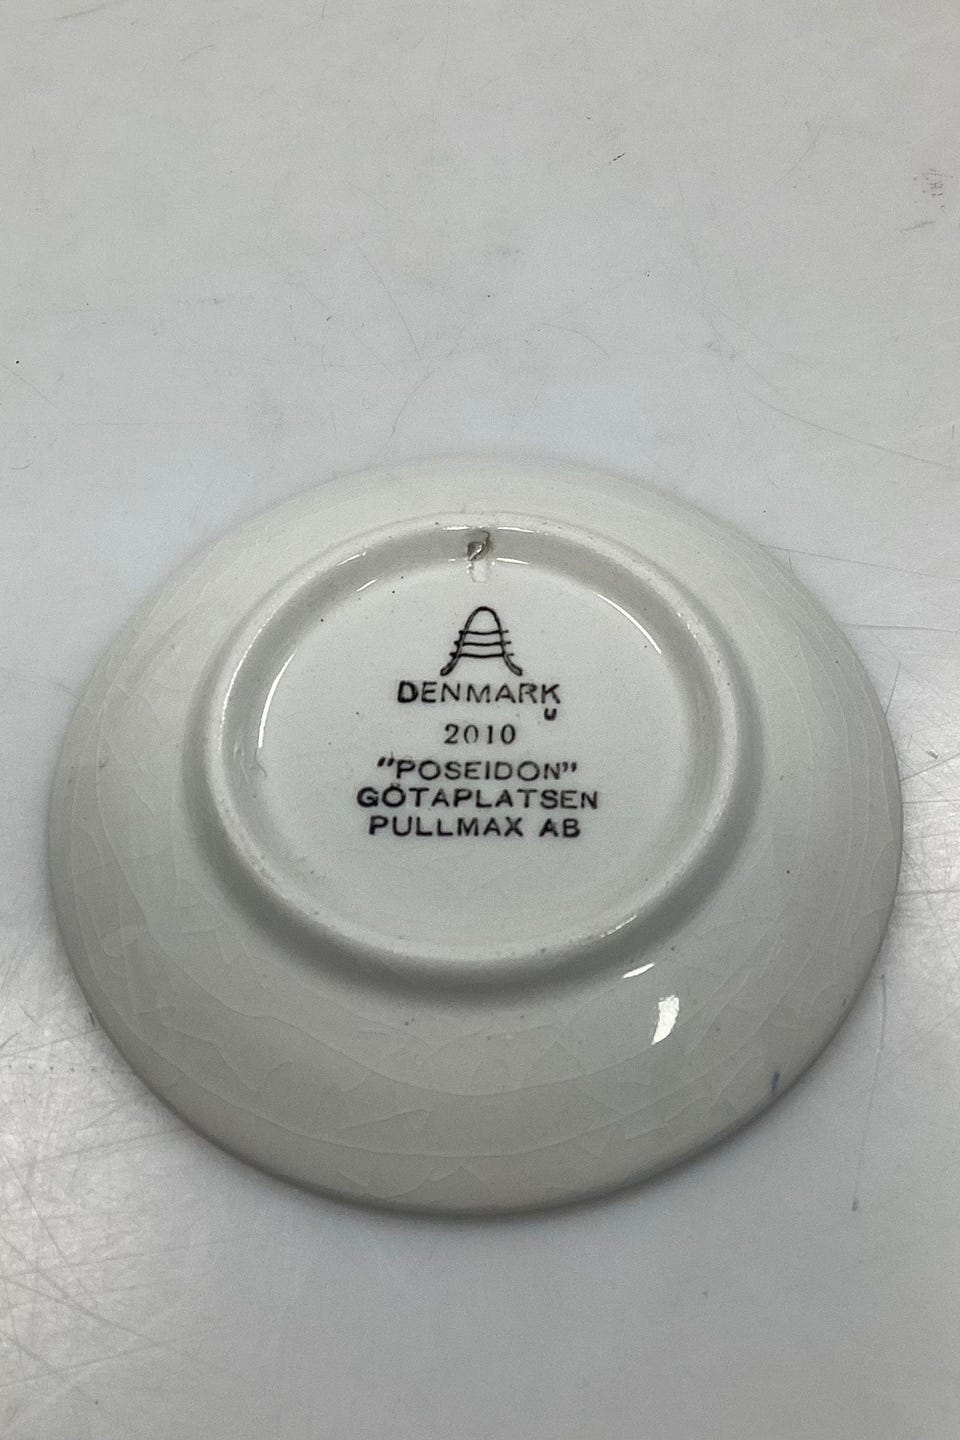 DENMARK
U
2010
"POSEIDON"
GÖTAPLATSEN
PULLMAX AB